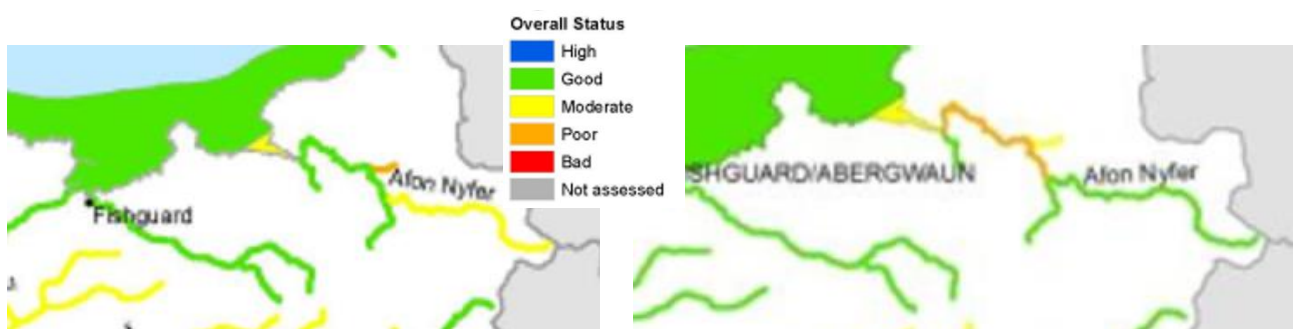 Overall Status
High
Good
Moderate
Poor
Bad
Not assessed
Afon Nyfer
Fishguard
SHGUARD/ABERGWAUN
Afon Nyfer